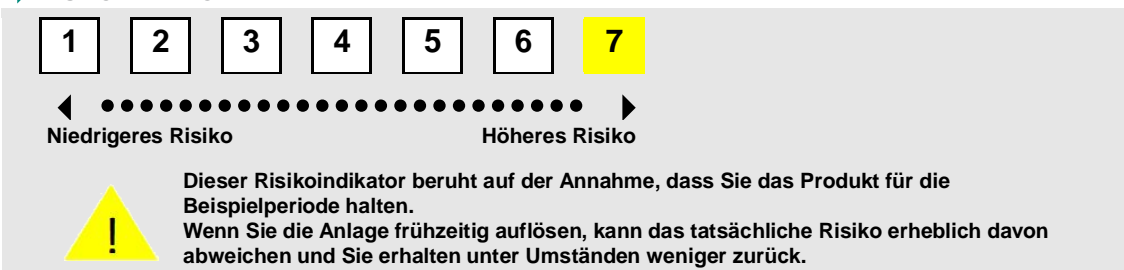 1 2 3 4 5 6 7
Niedrigeres Risiko Höheres Risiko
Dieser Risikoindikator beruht auf der Annahme, dass Sie das Produkt für die
Beispielperiode halten.
!
Wenn Sie die Anlage frühzeitig auflösen, kann das tatsächliche Risiko erheblich davon
abweichen und Sie erhalten unter Umständen weniger zurück.